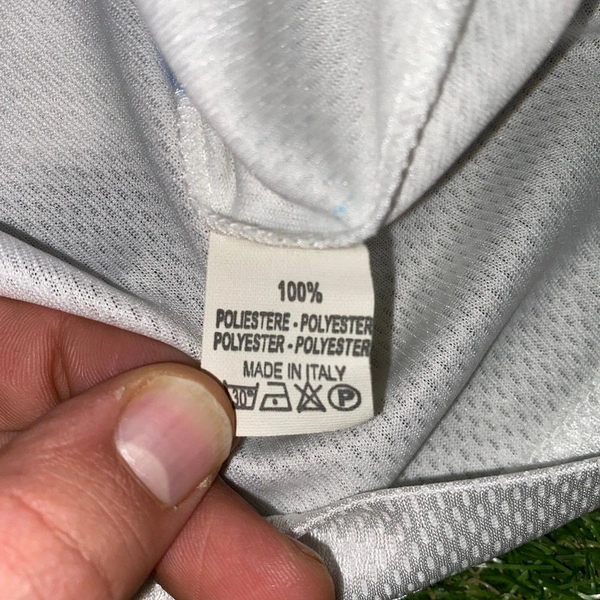 100%
POLIESTERE - POLYESTER
POLYESTER - POLYESTER
MADE IN ITALY
30° P